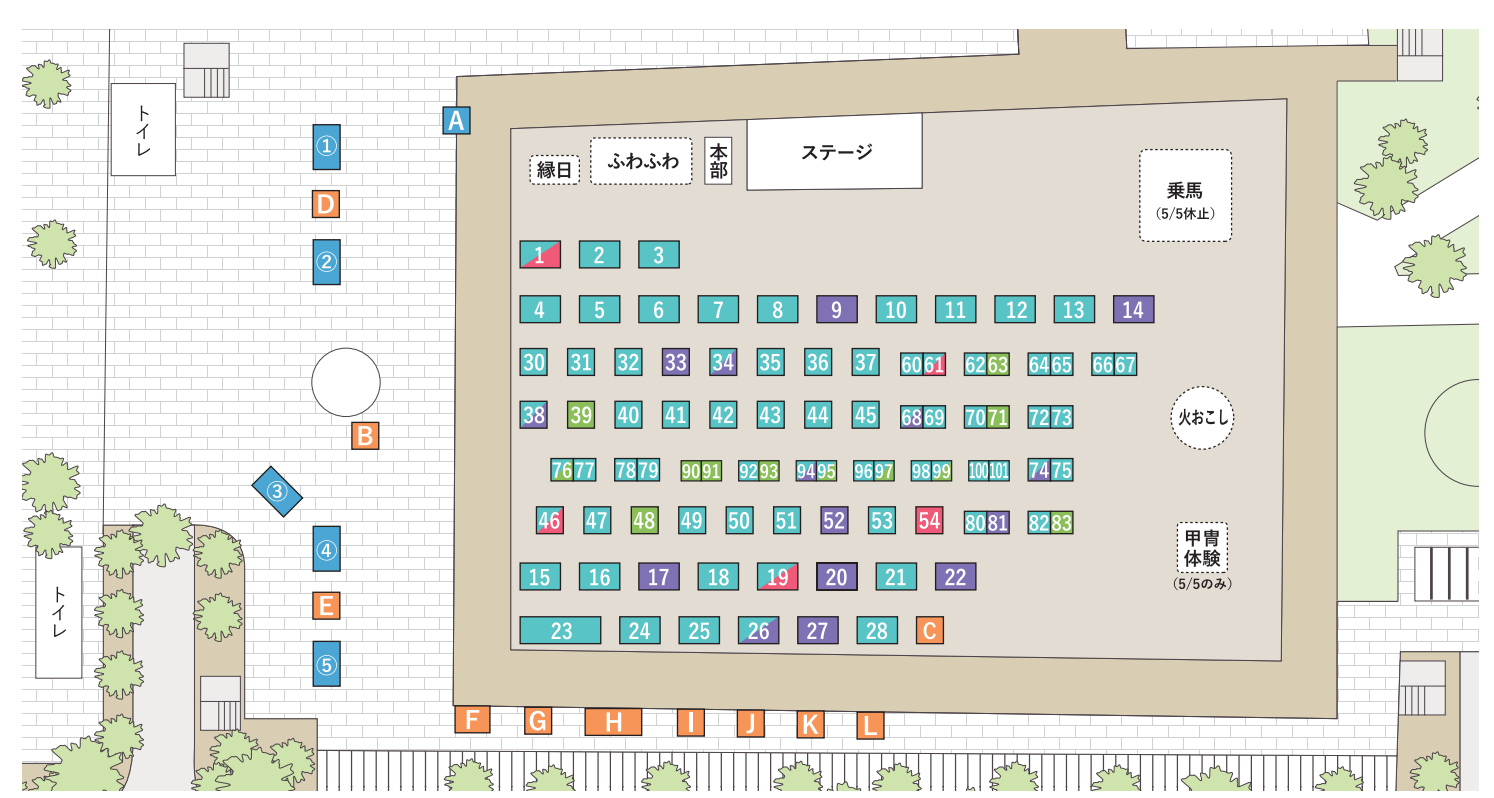 トイレ
①
D
②
A
縁日
ふわふわ
本部
ステージ
乗馬
(5/5休止)
1 2 3
4 5 6 7 8 9 10 11 12 13 14
30 31 32 33 34 35 36 37 60 61 62 63 64 65 66 67
38 39 40 41 42 43 44 45 68 69 70 71 72 73
火おこし
B
76 77 78 79 90 91 92 93 94 95 96 97 98 99 100 101 74 75
③
46 47 48 49 50 51 52 53 54 80 81 82 83
甲冑
体験
(5/5のみ)
④
15 16 17 18 19 20 21 22
トイレ
E
23 24 25 26 27 28 C
⑤
F G H I J K L